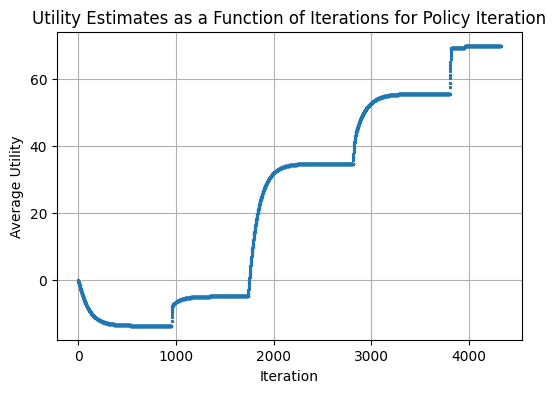 Utility Estimates as a Function of Iterations for Policy Iteration
60
40
20
0
Average Utility
0 1000 2000 3000 4000
Iteration